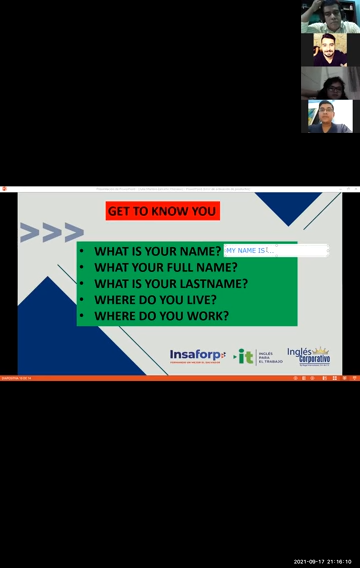 GET TO KNOW YOU
>>>
• WHAT IS YOUR NAME? MY NAME IS...
• WHAT YOUR FULL NAME?
• WHAT IS YOUR LASTNAME?
• WHERE DO YOU LIVE?
• WHERE DO YOU WORK?
Insaforp
it
INGLÉS
PARA
EL TRABAJO
Inglés
Corporativo
2021-09-17 21:16:10